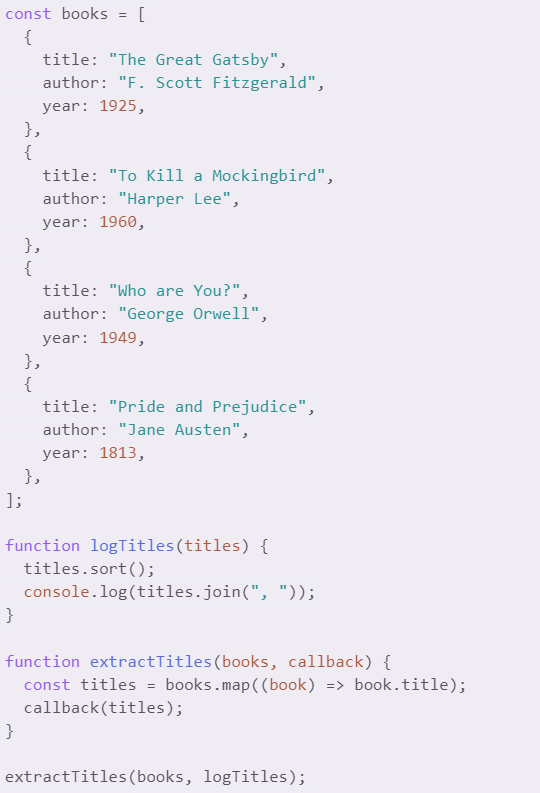 const books = [
  {
    title: "The Great Gatsby",
    author: "F. Scott Fitzgerald",
    year: 1925,
  },
  {
    title: "To Kill a Mockingbird",
    author: "Harper Lee",
    year: 1960,
  },
  {
    title: "Who are You?",
    author: "George Orwell",
    year: 1949,
  },
  {
    title: "Pride and Prejudice",
    author: "Jane Austen",
    year: 1813,
  },
];

function logTitles(titles) {
  titles.sort();
  console.log(titles.join(", "));
}

function extractTitles(books, callback) {
  const titles = books.map((book) => book.title);
  callback(titles);
}

extractTitles(books, logTitles);